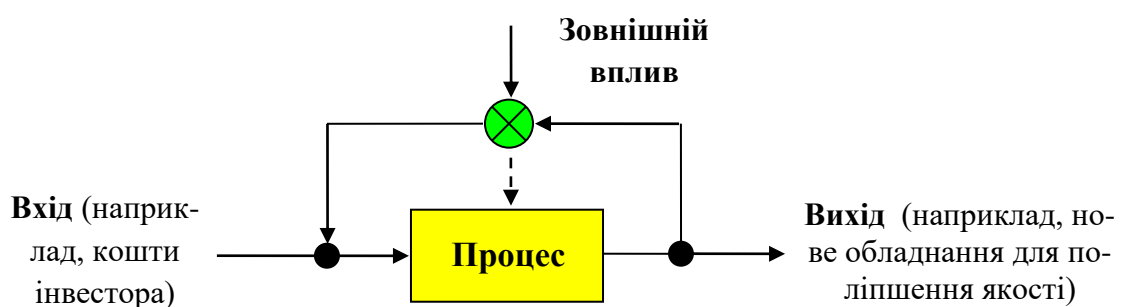 Зовнішній
вплив
Вхід (наприк-
лад, кошти
інвестора)
Процес
Вихід (наприклад, но-
ве обладнання для по-
ліпшення якості)